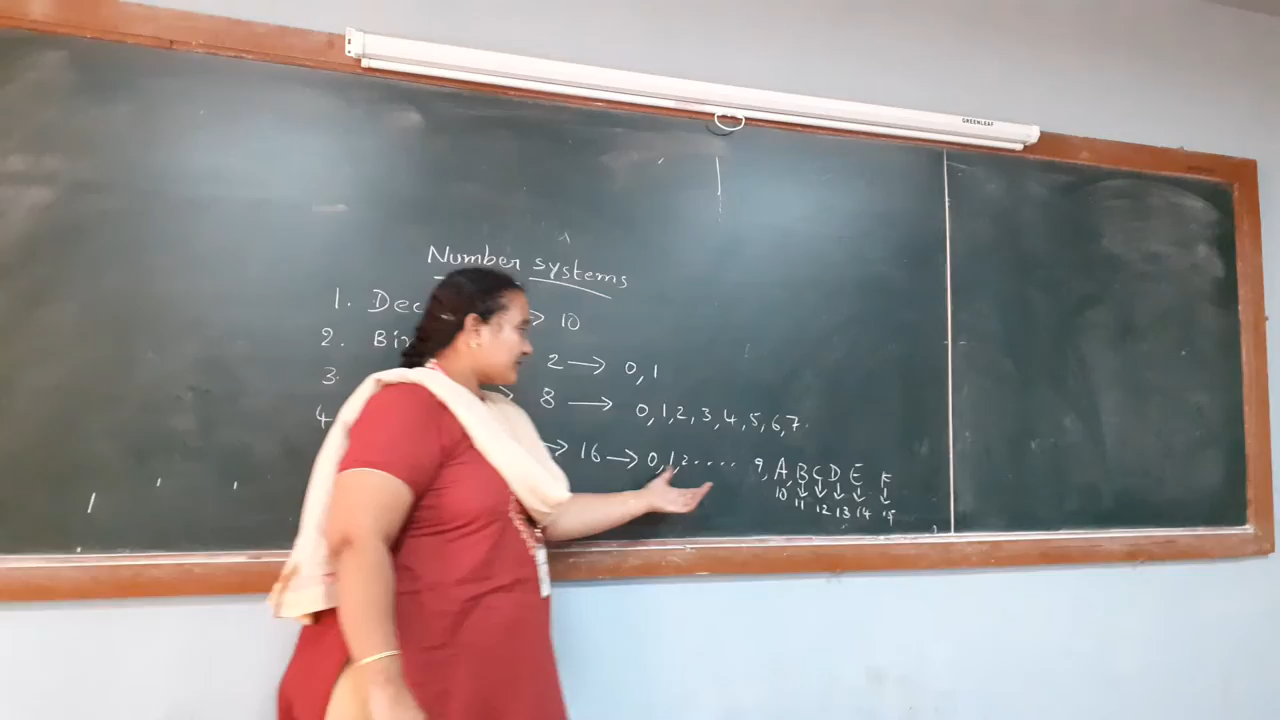 GREENLEAF
Number systems
1. Dec → 10
2. Bin 2 → 0, 1
3. → 8 → 0, 1, 2, 3, 4, 5, 6, 7.
4 → 16 → 0, 1 2 .... 9, A, B C D E F
10 11 12 13 14 15